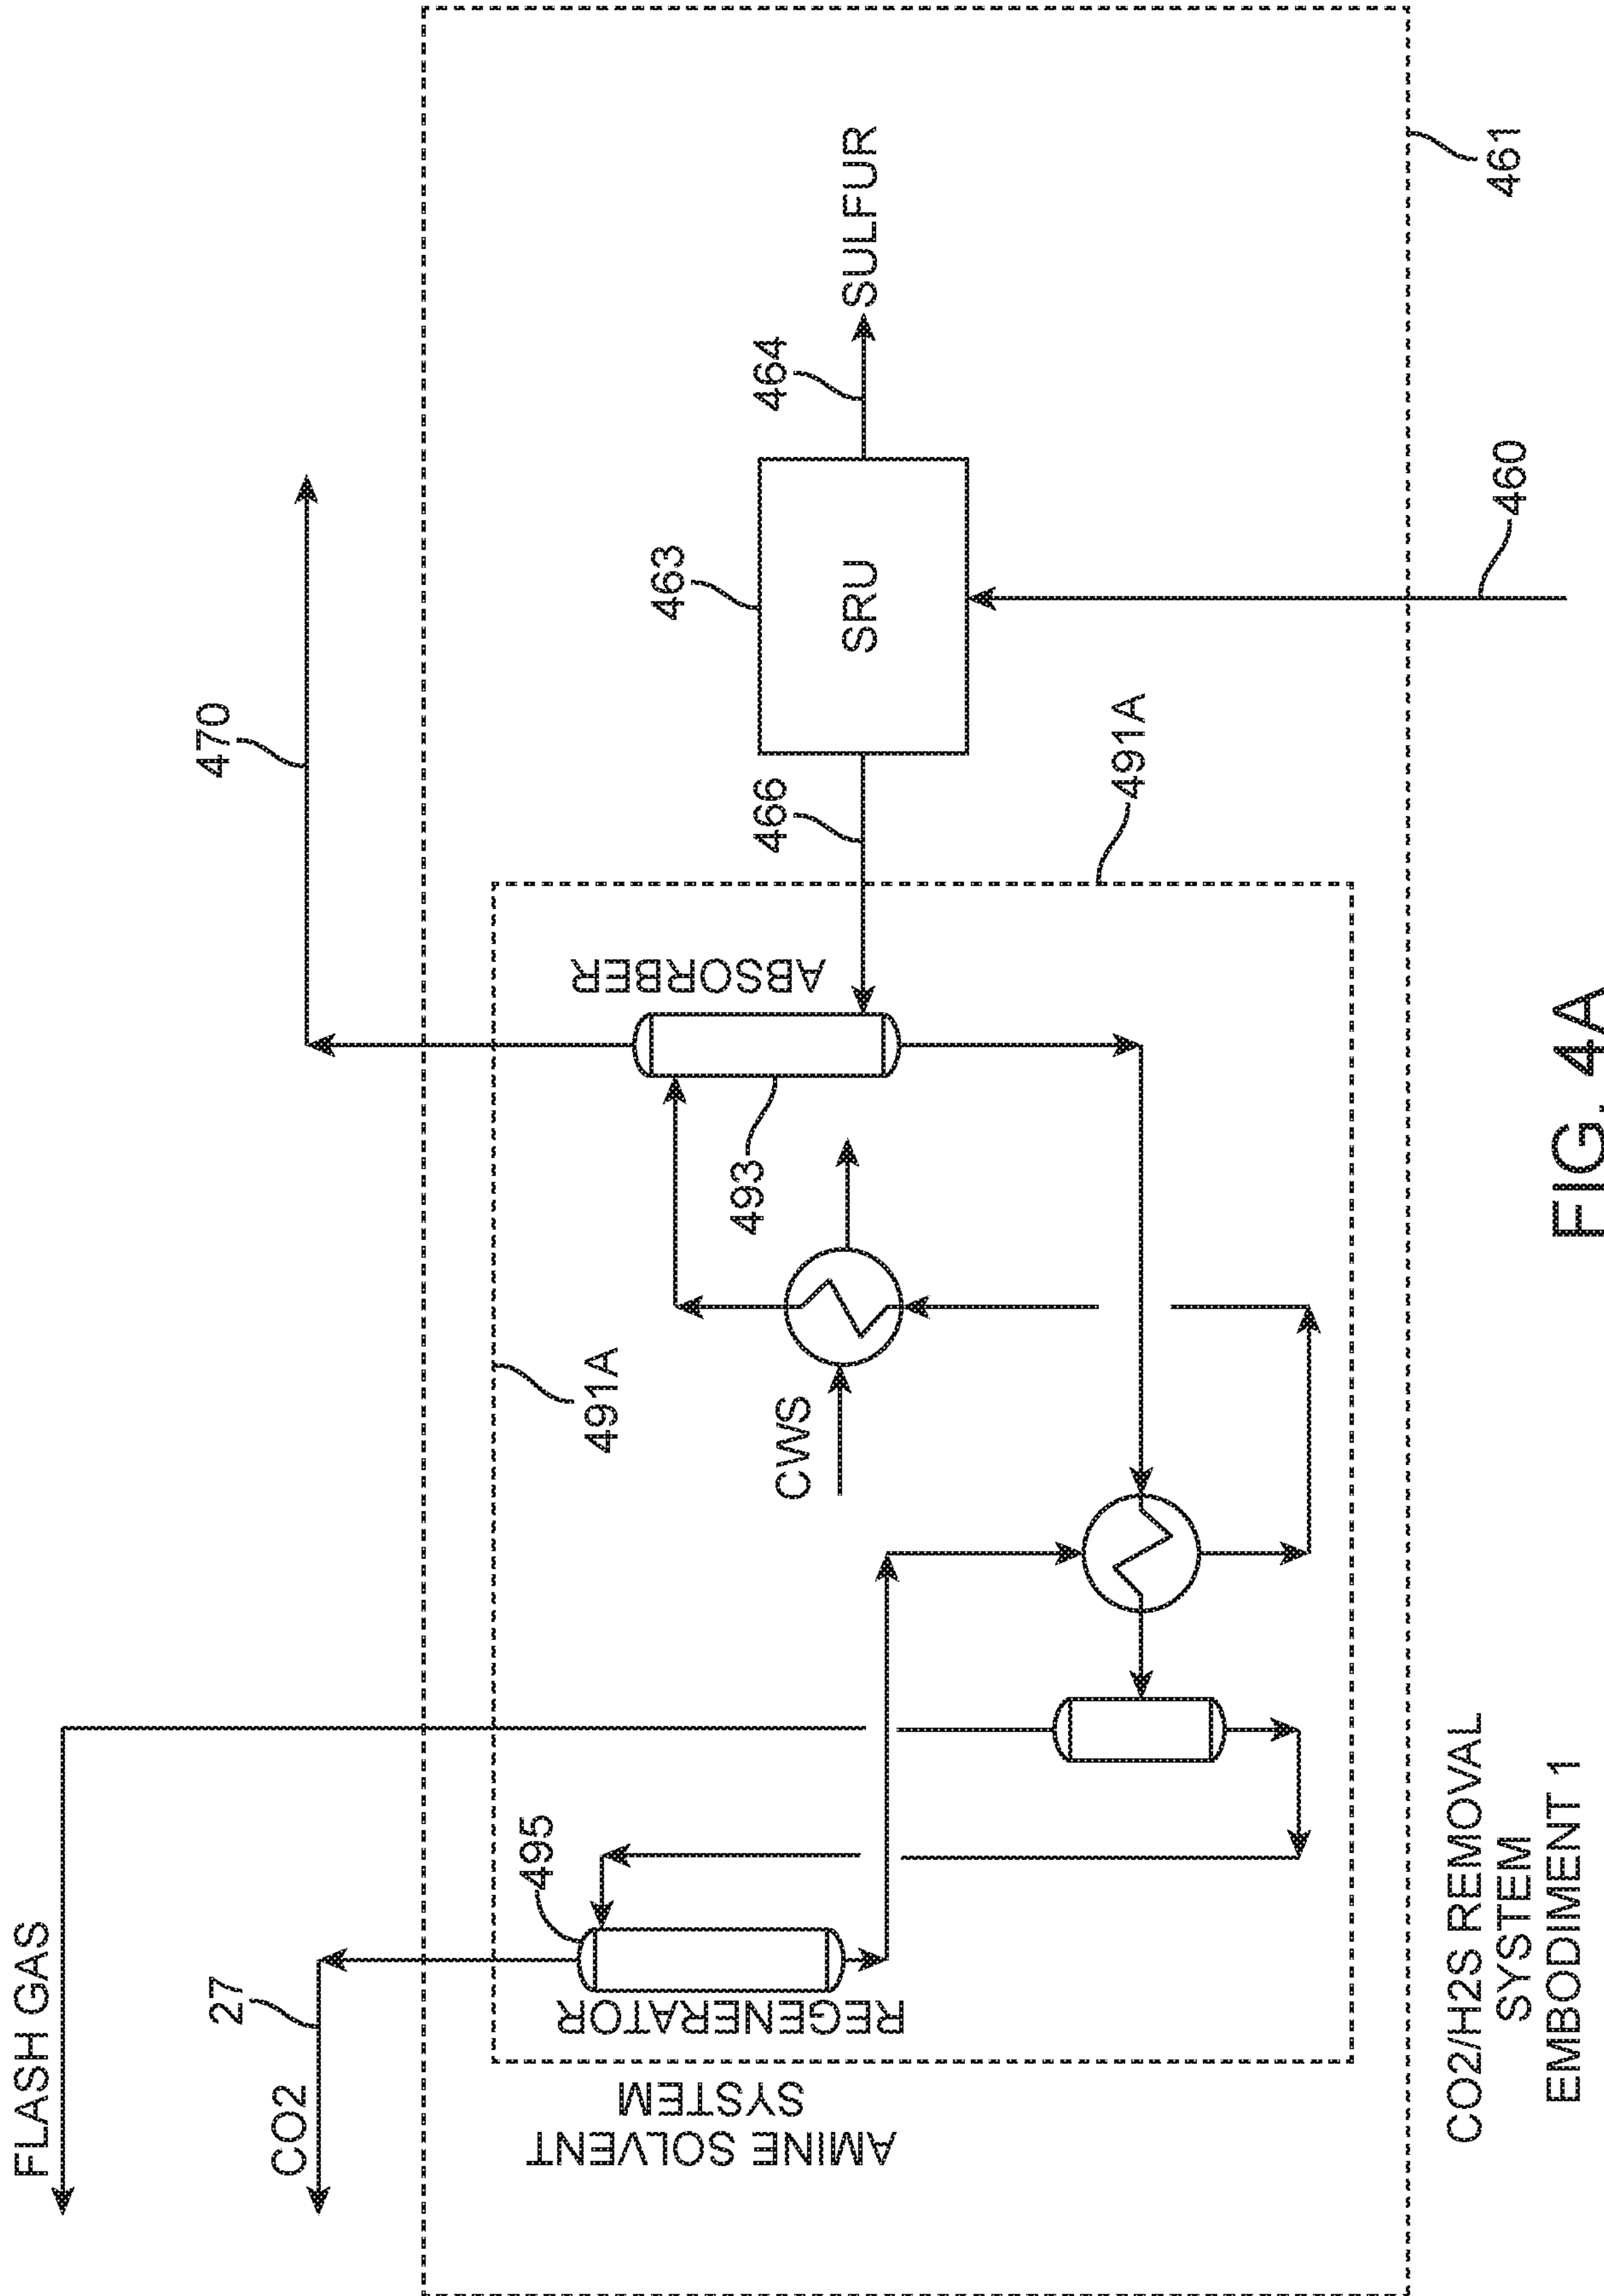 FLASH GAS
CO2
27
470
495
REGENERATOR
AMINE SOLVENT
SYSTEM
491A
CWS
493
ABSORBER
466
491A
463
SRU
464
SULFUR
460
461
CO2/H2S REMOVAL
SYSTEM
EMBODIMENT 1
FIG. 4A